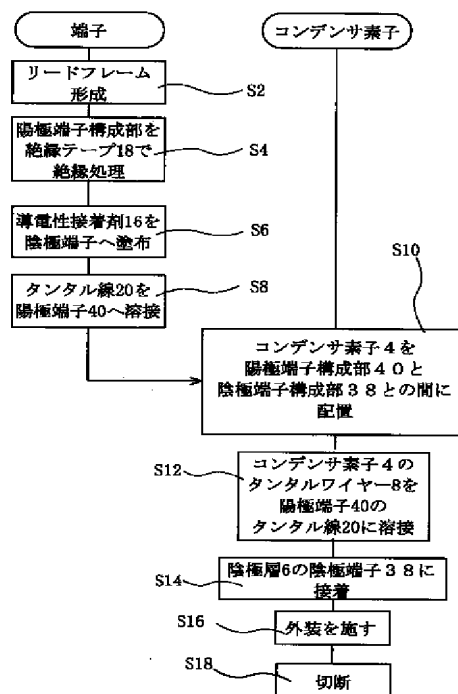 端子
コンデンサ素子
リードフレーム
形成
S2
陽極端子構成部を
絶縁テープ18で
絶縁処理
S4
導電性接着剤16を
陰極端子へ塗布
S6
タンタル線20を
陽極端子40へ溶接
S8
S10
コンデンサ素子４を
陽極端子構成部４０と
陰極端子構成部３８との間に
配置
S12
コンデンサ素子４の
タンタルワイヤー8を
陽極端子40の
タンタル線20に溶接
S14
陰極層6の陰極端子３８に
接着
S16
外装を施す
S18
切断